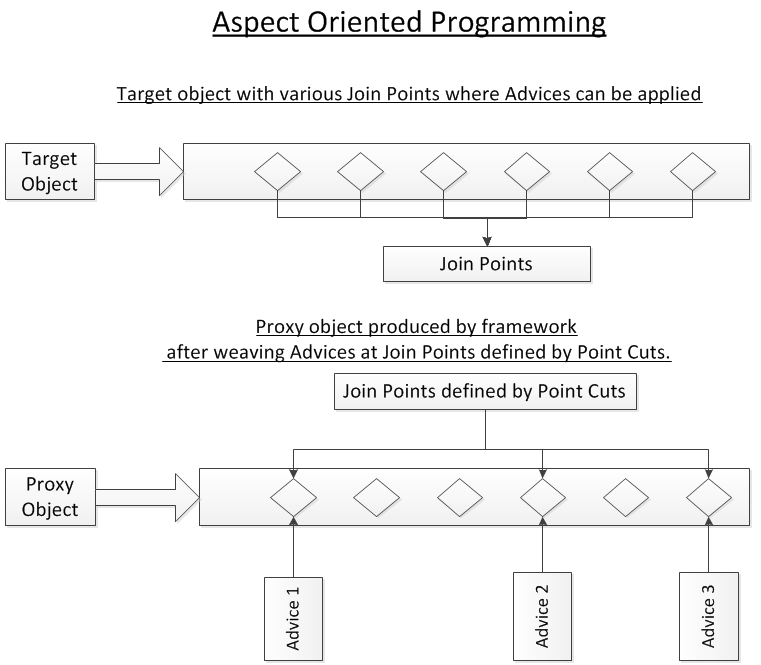 Aspect Oriented Programming
Target object with various Join Points where Advices can be applied
Target
Object
Join Points
Proxy object produced by framework
after weaving Advices at Join Points defined by Point Cuts.
Join Points defined by Point Cuts
Proxy
Object
Advice 1
Advice 2
Advice 3